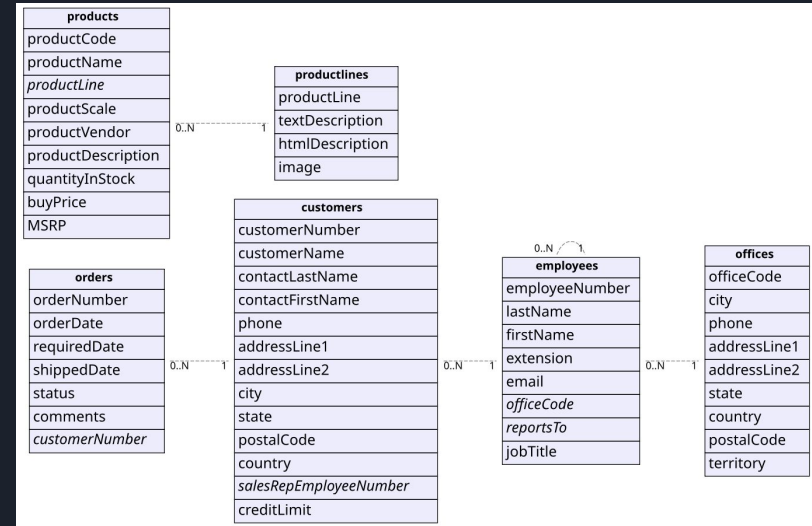 products
productCode
productName
productLine
productScale
productVendor
productDescription
quantityInStock
buyPrice
MSRP
0..N
1
productlines
productLine
textDescription
htmlDescription
image
orders
orderNumber
orderDate
requiredDate
shippedDate
status
comments
customerNumber
0..N
1
customers
customerNumber
customerName
contactLastName
contactFirstName
phone
addressLine1
addressLine2
city
state
postalCode
country
salesRepEmployeeNumber
creditLimit
0..N
1
0..N
1
employees
employeeNumber
lastName
firstName
extension
email
officeCode
reportsTo
jobTitle
0..N
1
offices
officeCode
city
phone
addressLine1
addressLine2
state
country
postalCode
territory